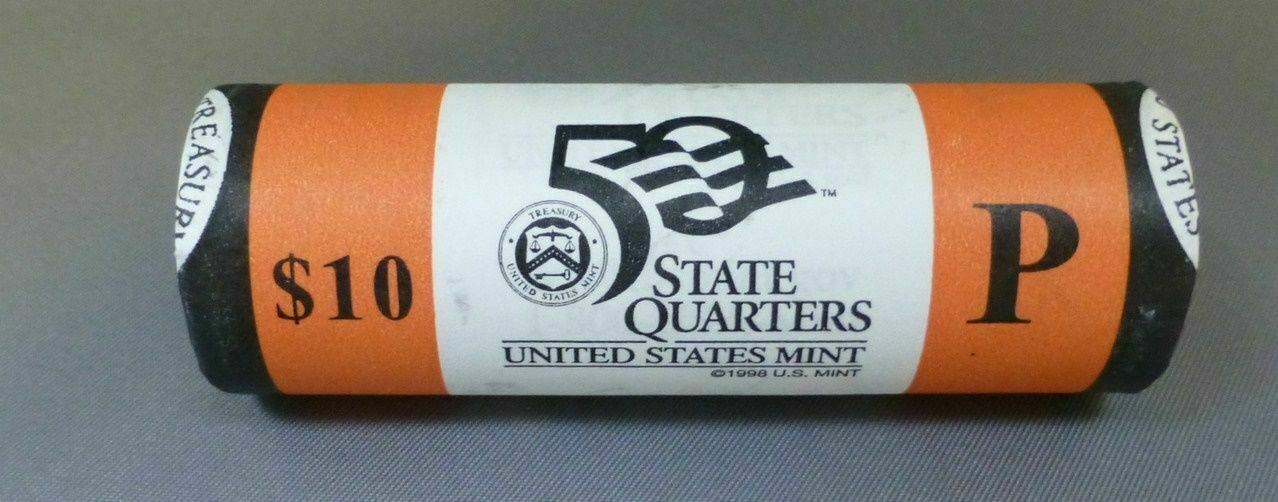 TREASURY
$10
50
TM
TREASURY
UNITED STATES MINT
STATE
QUARTERS
UNITED STATES MINT
©1998 U.S. MINT
P
STATES